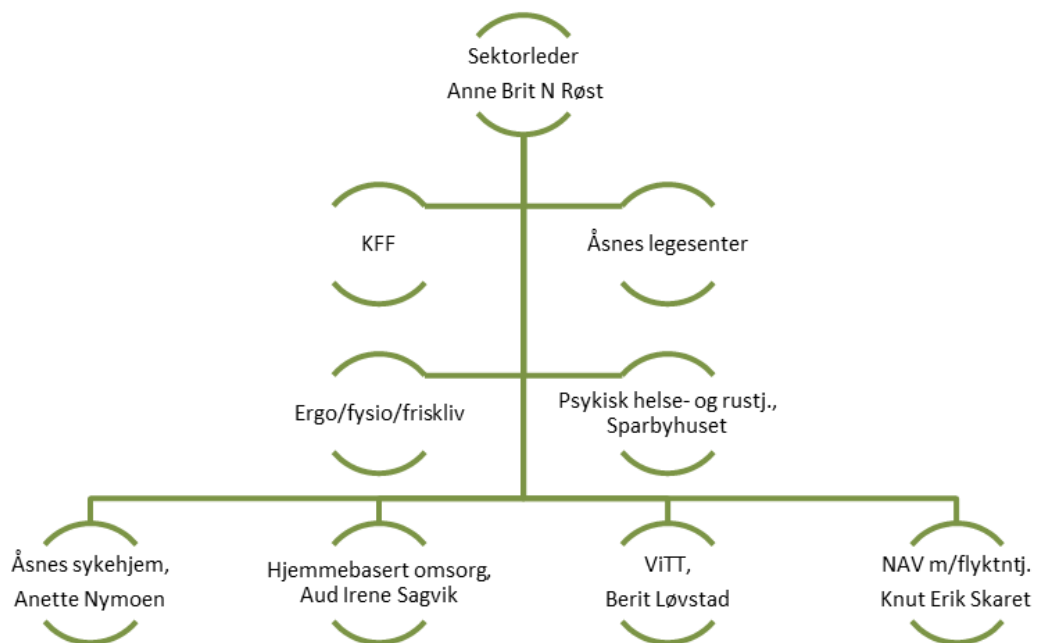 Sektorleder
Anne Brit N Røst
KFF
Åsnes legesenter
Ergo/fysio/friskliv
Psykisk helse- og rustj.,
Sparbyhuset
Åsnes sykehjem,
Anette Nymoen
Hjemmebasert omsorg,
Aud Irene Sagvik
ViTT,
Berit Løvstad
NAV m/flyktntj.
Knut Erik Skaret